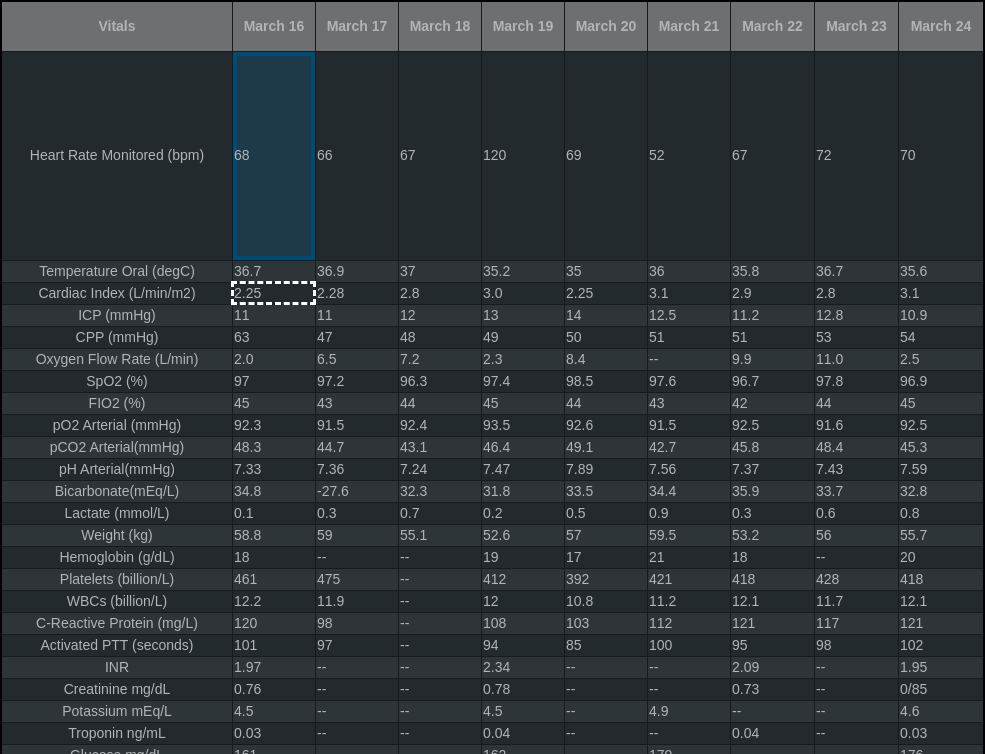 Vitals March 16 March 17 March 18 March 19 March 20 March 21 March 22 March 23 March 24
Heart Rate Monitored (bpm) 68 66 67 120 69 52 67 72 70
Temperature Oral (degC) 36.7 36.9 37 35.2 35 36 35.8 36.7 35.6
Cardiac Index (L/min/m2) 2.25 2.28 2.8 3.0 2.25 3.1 2.9 2.8 3.1
ICP (mmHg) 11 11 12 13 14 12.5 11.2 12.8 10.9
CPP (mmHg) 63 47 48 49 50 51 51 53 54
Oxygen Flow Rate (L/min) 2.0 6.5 7.2 2.3 8.4 -- 9.9 11.0 2.5
SpO2 (%) 97 97.2 96.3 97.4 98.5 97.6 96.7 97.8 96.9
FIO2 (%) 45 43 44 45 44 43 42 44 45
pO2 Arterial (mmHg) 92.3 91.5 92.4 93.5 92.6 91.5 92.5 91.6 92.5
pCO2 Arterial(mmHg) 48.3 44.7 43.1 46.4 49.1 42.7 45.8 48.4 45.3
pH Arterial(mmHg) 7.33 7.36 7.24 7.47 7.89 7.56 7.37 7.43 7.59
Bicarbonate(mEq/L) 34.8 -27.6 32.3 31.8 33.5 34.4 35.9 33.7 32.8
Lactate (mmol/L) 0.1 0.3 0.7 0.2 0.5 0.9 0.3 0.6 0.8
Weight (kg) 58.8 59 55.1 52.6 57 59.5 53.2 56 55.7
Hemoglobin (g/dL) 18 -- -- 19 17 21 18 -- 20
Platelets (billion/L) 461 475 -- 412 392 421 418 428 418
WBCs (billion/L) 12.2 11.9 -- 12 10.8 11.2 12.1 11.7 12.1
C-Reactive Protein (mg/L) 120 98 -- 108 103 112 121 117 121
Activated PTT (seconds) 101 97 -- 94 85 100 95 98 102
INR 1.97 -- -- 2.34 -- -- 2.09 -- 1.95
Creatinine mg/dL 0.76 -- -- 0.78 -- -- 0.73 -- 0/85
Potassium mEq/L 4.5 -- -- 4.5 -- 4.9 -- -- 4.6
Troponin ng/mL 0.03 -- -- 0.04 -- -- 0.04 -- 0.03